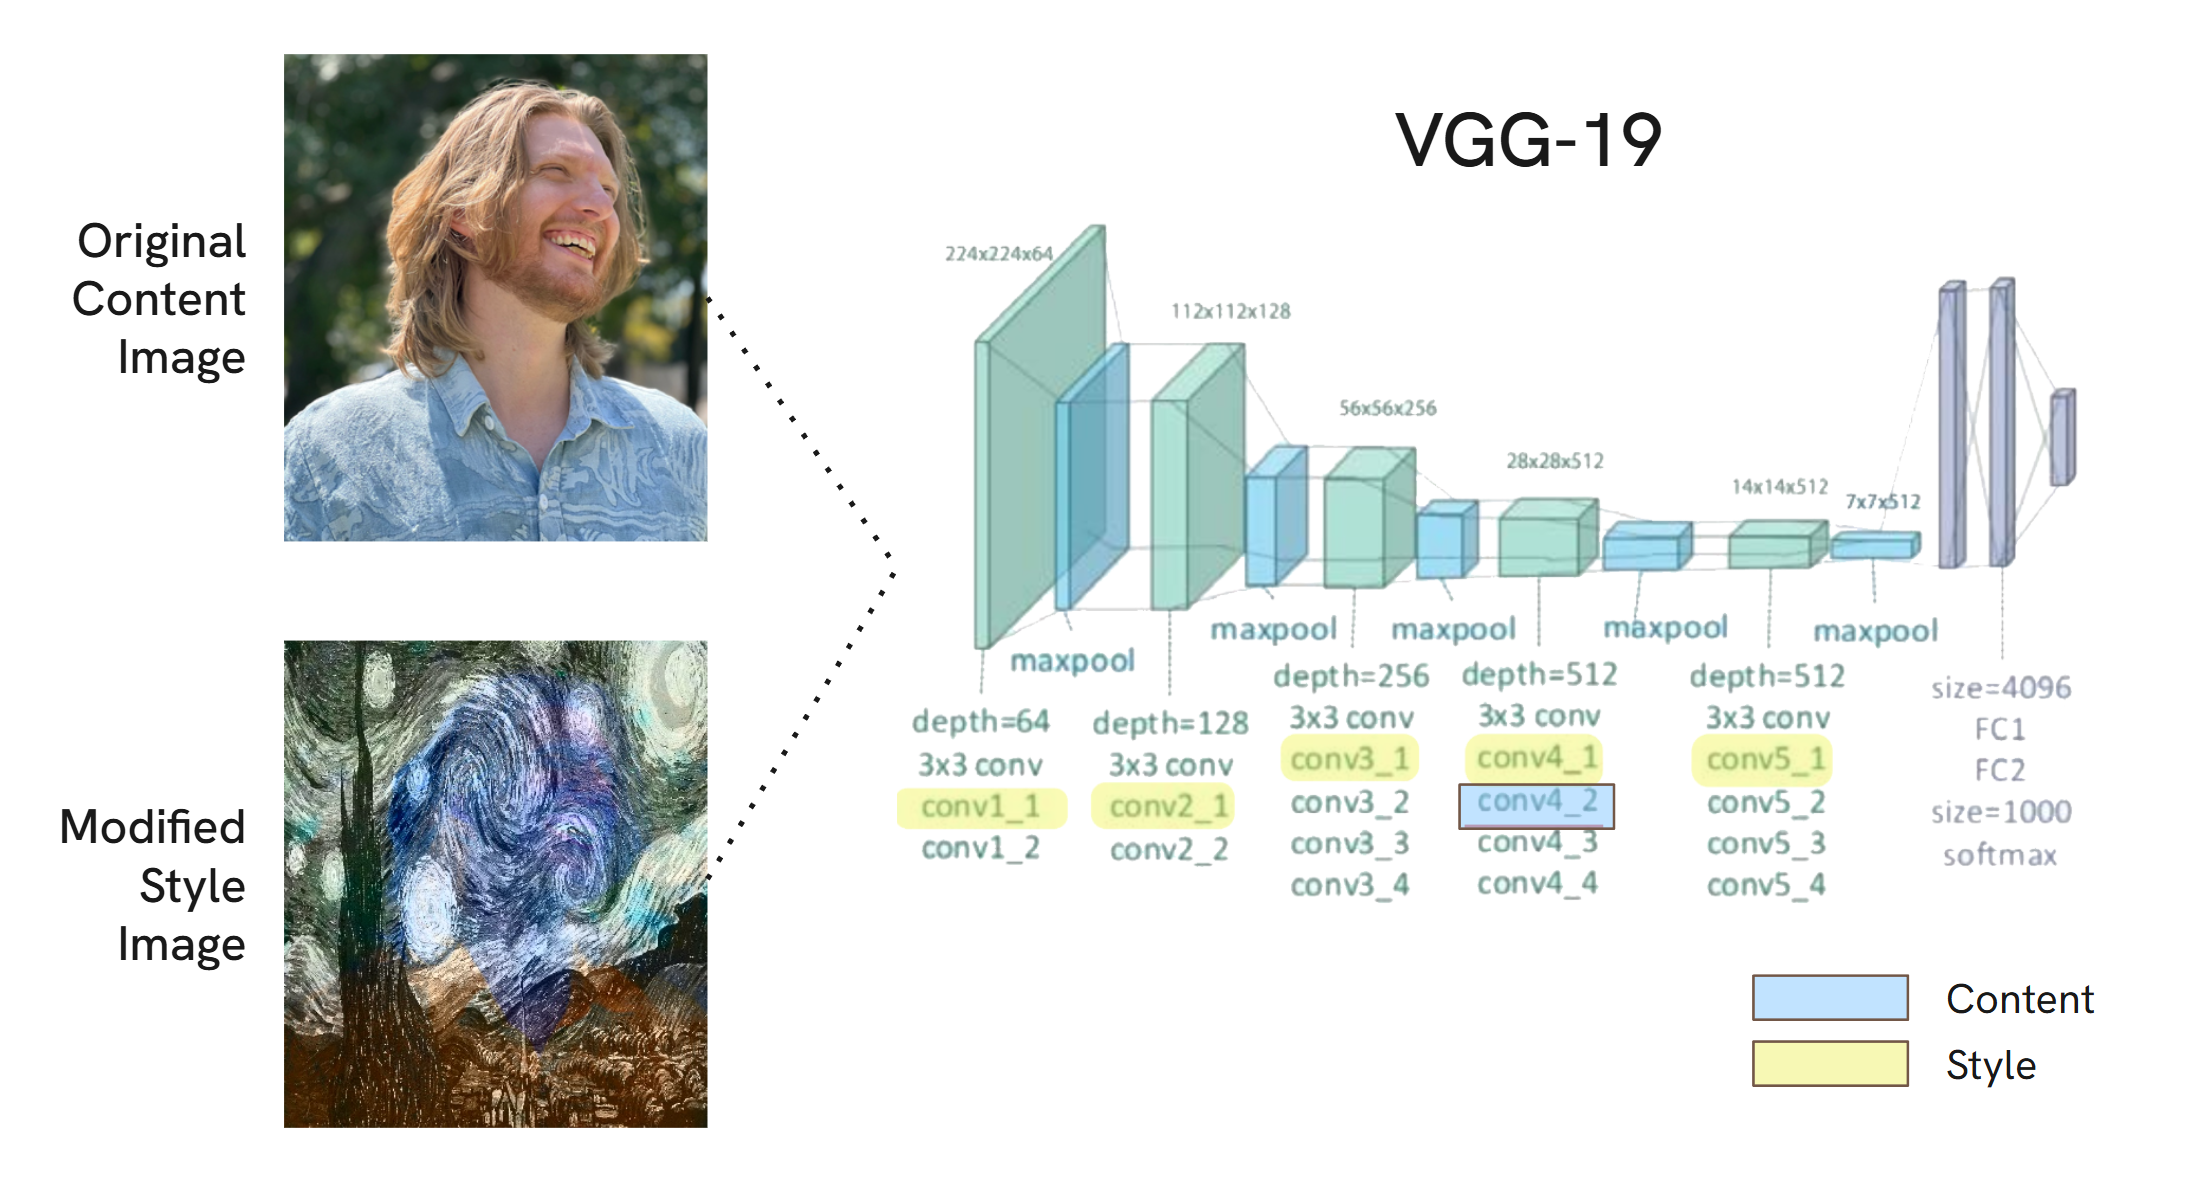 Original
Content
Image
Modified
Style
Image
VGG-19
224x224x64
112x112x128
56x56x256
28x28x512
14x14x512
7x7x512
maxpool
maxpool
maxpool
maxpool
maxpool
depth=64
3x3 conv
conv1_1
conv1_2
depth=128
3x3 conv
conv2_1
conv2_2
depth=256
3x3 conv
conv3_1
conv3_2
conv3_3
conv3_4
depth=512
3x3 conv
conv4_1
conv4_2
conv4_3
conv4_4
depth=512
3x3 conv
conv5_1
conv5_2
conv5_3
conv5_4
size=4096
FC1
FC2
size=1000
softmax
Content
Style